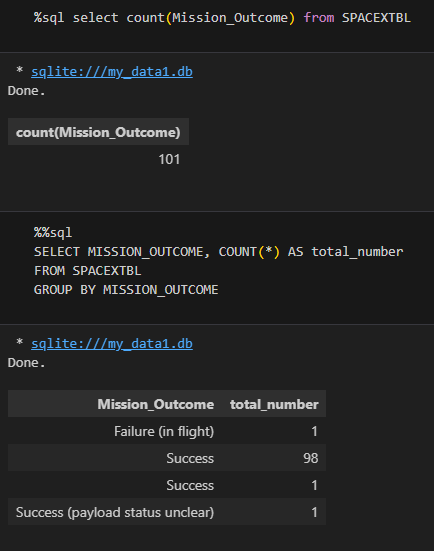 %sql select count(Mission_Outcome) from SPACEXTBL
* sqlite:///my_data1.db
Done.
count(Mission_Outcome)
101
%%sql
SELECT MISSION_OUTCOME, COUNT(*) AS total_number
FROM SPACEXTBL
GROUP BY MISSION_OUTCOME
* sqlite:///my_data1.db
Done.
Mission_Outcome total_number
Failure (in flight) 1
Success 98
Success 1
Success (payload status unclear) 1